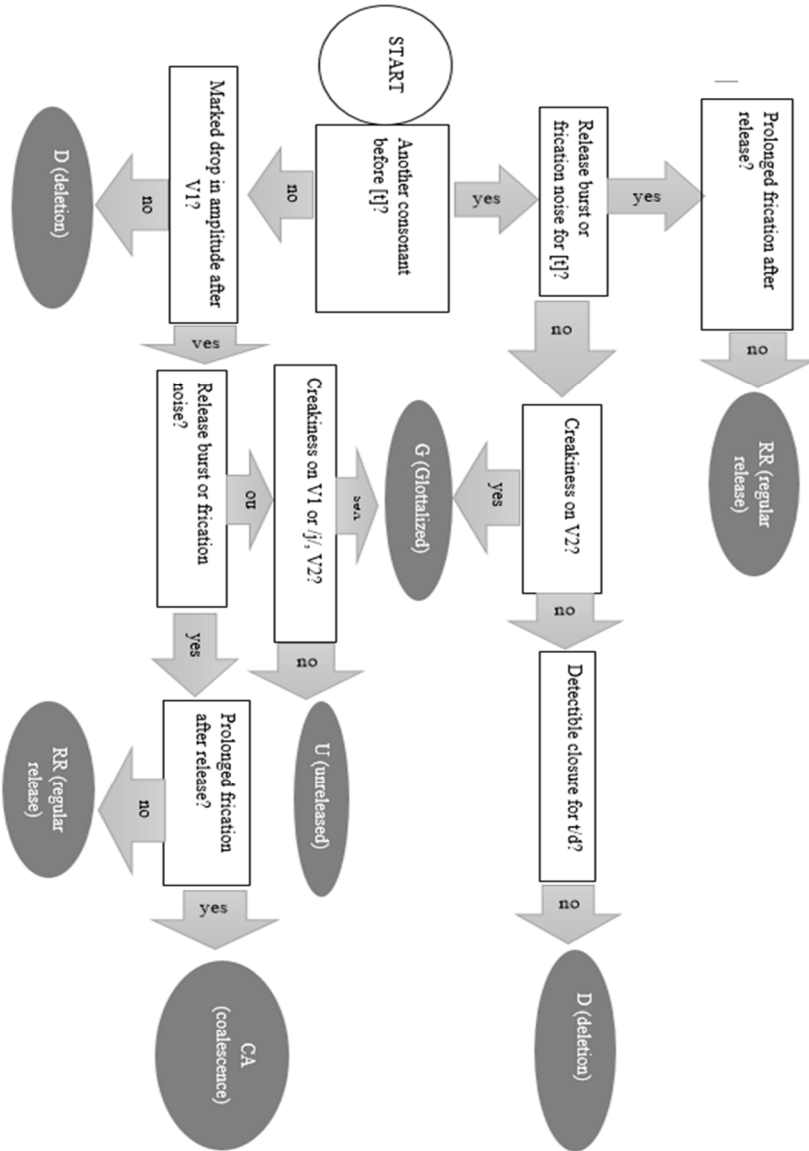 Prolonged frication after
release?
no
RR (regular
release)
yes
Release burst or
frication noise for [t]?
no
Creakiness on V2?
no
Detectible closure for t/d?
no
D (deletion)
yes
yes
START
Another consonant
before [t]?
G (Glottalized)
no
yes
Creakiness on V1 or /j/, V2?
no
U (unreleased)
no
Marked drop in amplitude after
V1?
yes
Release burst or frication
noise?
yes
Prolonged frication
after release?
yes
CA
(coalescence)
no
no
D (deletion)
RR (regular
release)